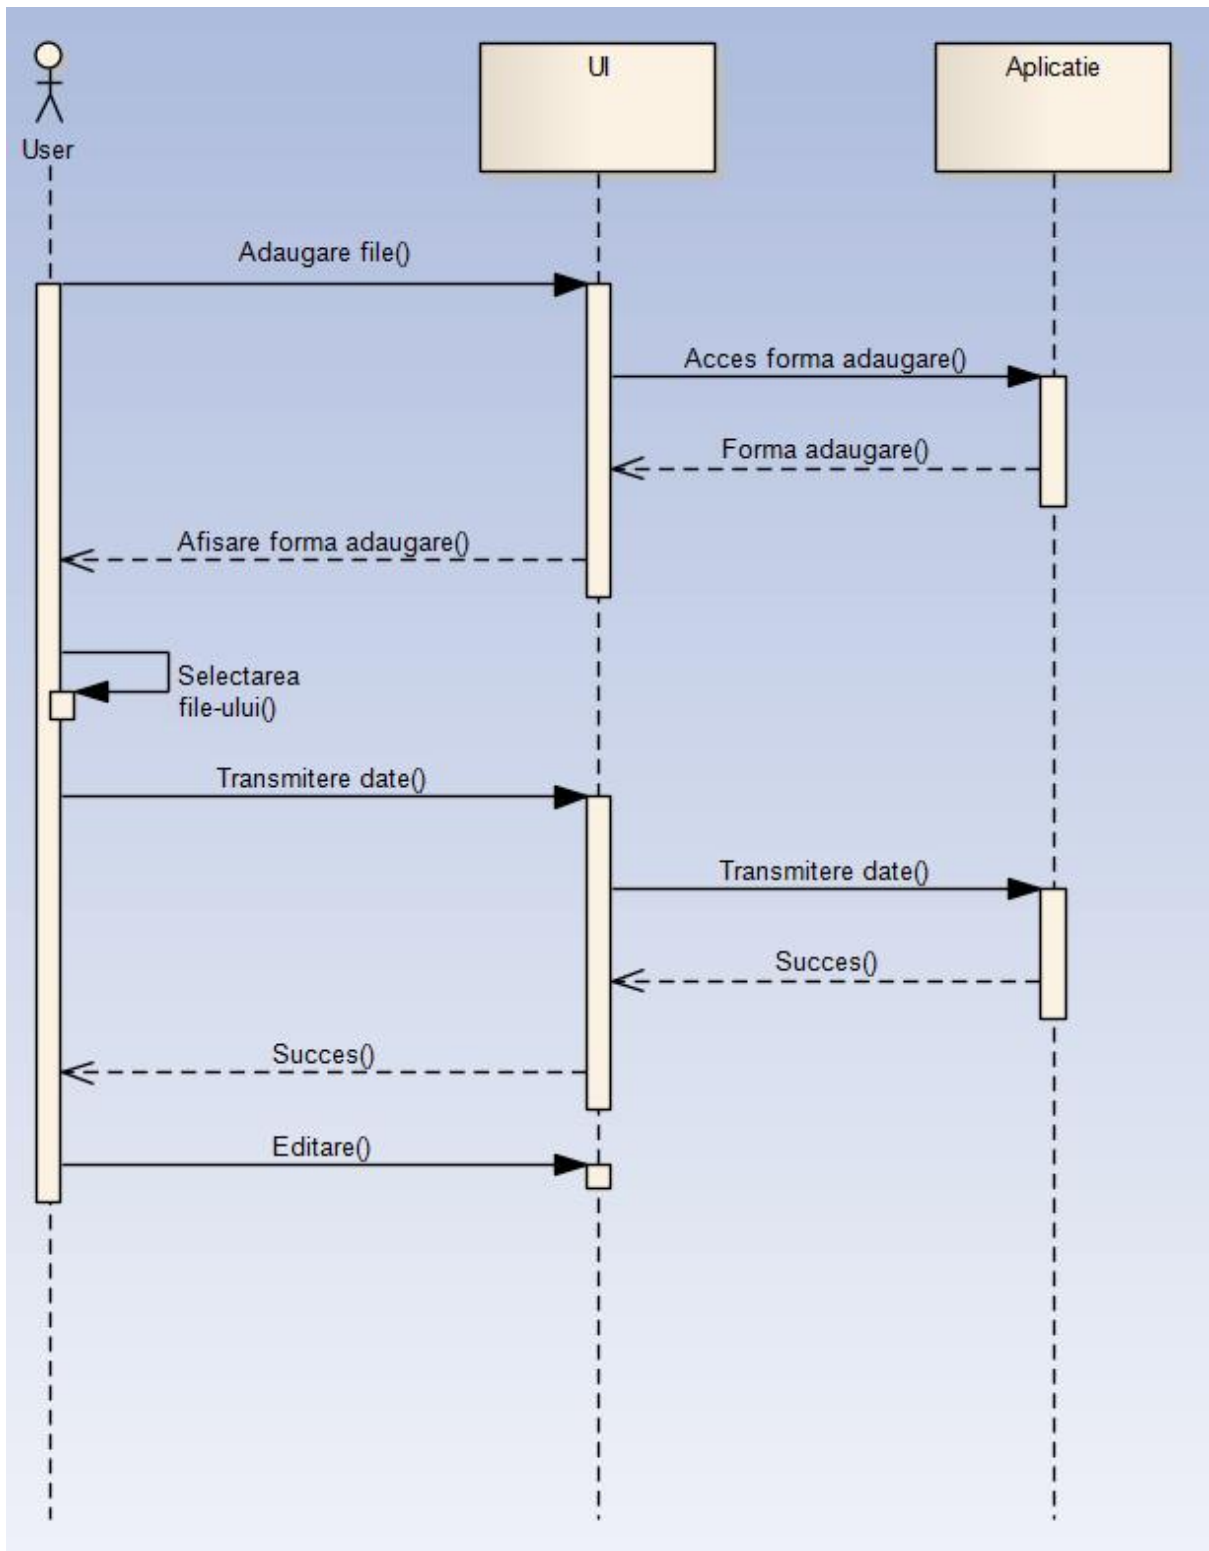 UI
Aplicatie
User
Adaugare file()
Acces forma adaugare()
Forma adaugare()
Afisare forma adaugare()
Selectarea
file-ului()
Transmitere date()
Transmitere date()
Succes()
Succes()
Editare()